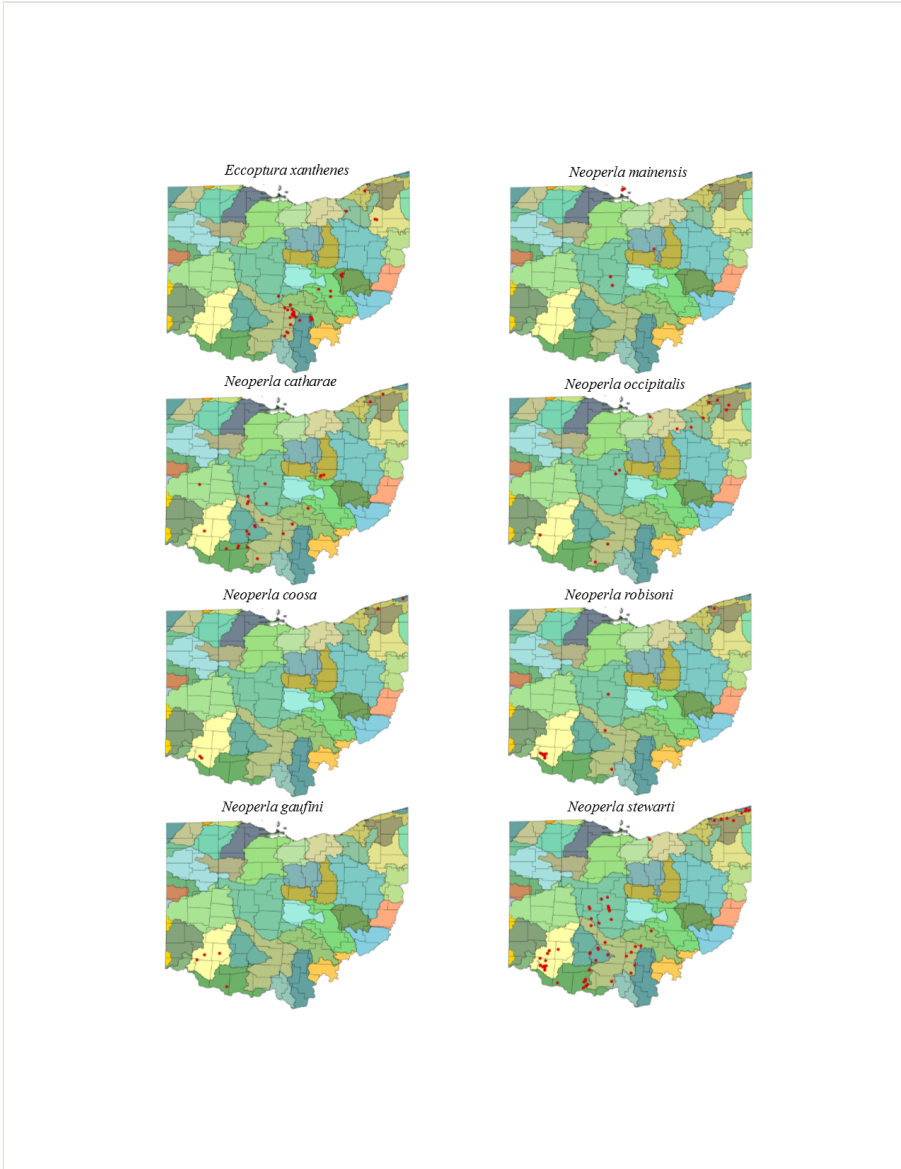 Eccoptura xanthenes
Neoperla mainensis
Neoperla catharae
Neoperla occipitalis
Neoperla coosa
Neoperla robisoni
Neoperla gaufini
Neoperla stewarti